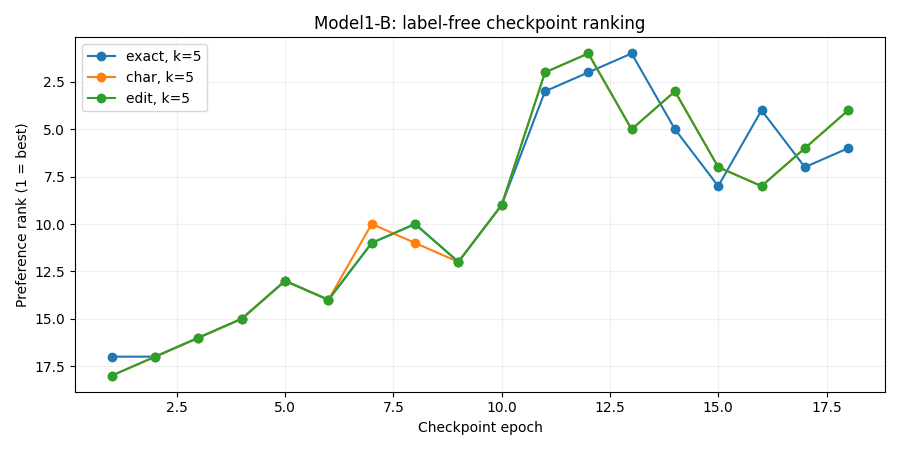 Model1-B: label-free checkpoint ranking
exact, k=5
char, k=5
edit, k=5
Preference rank (1 = best)
2.5
5.0
7.5
10.0
12.5
15.0
17.5
2.5 5.0 7.5 10.0 12.5 15.0 17.5
Checkpoint epoch